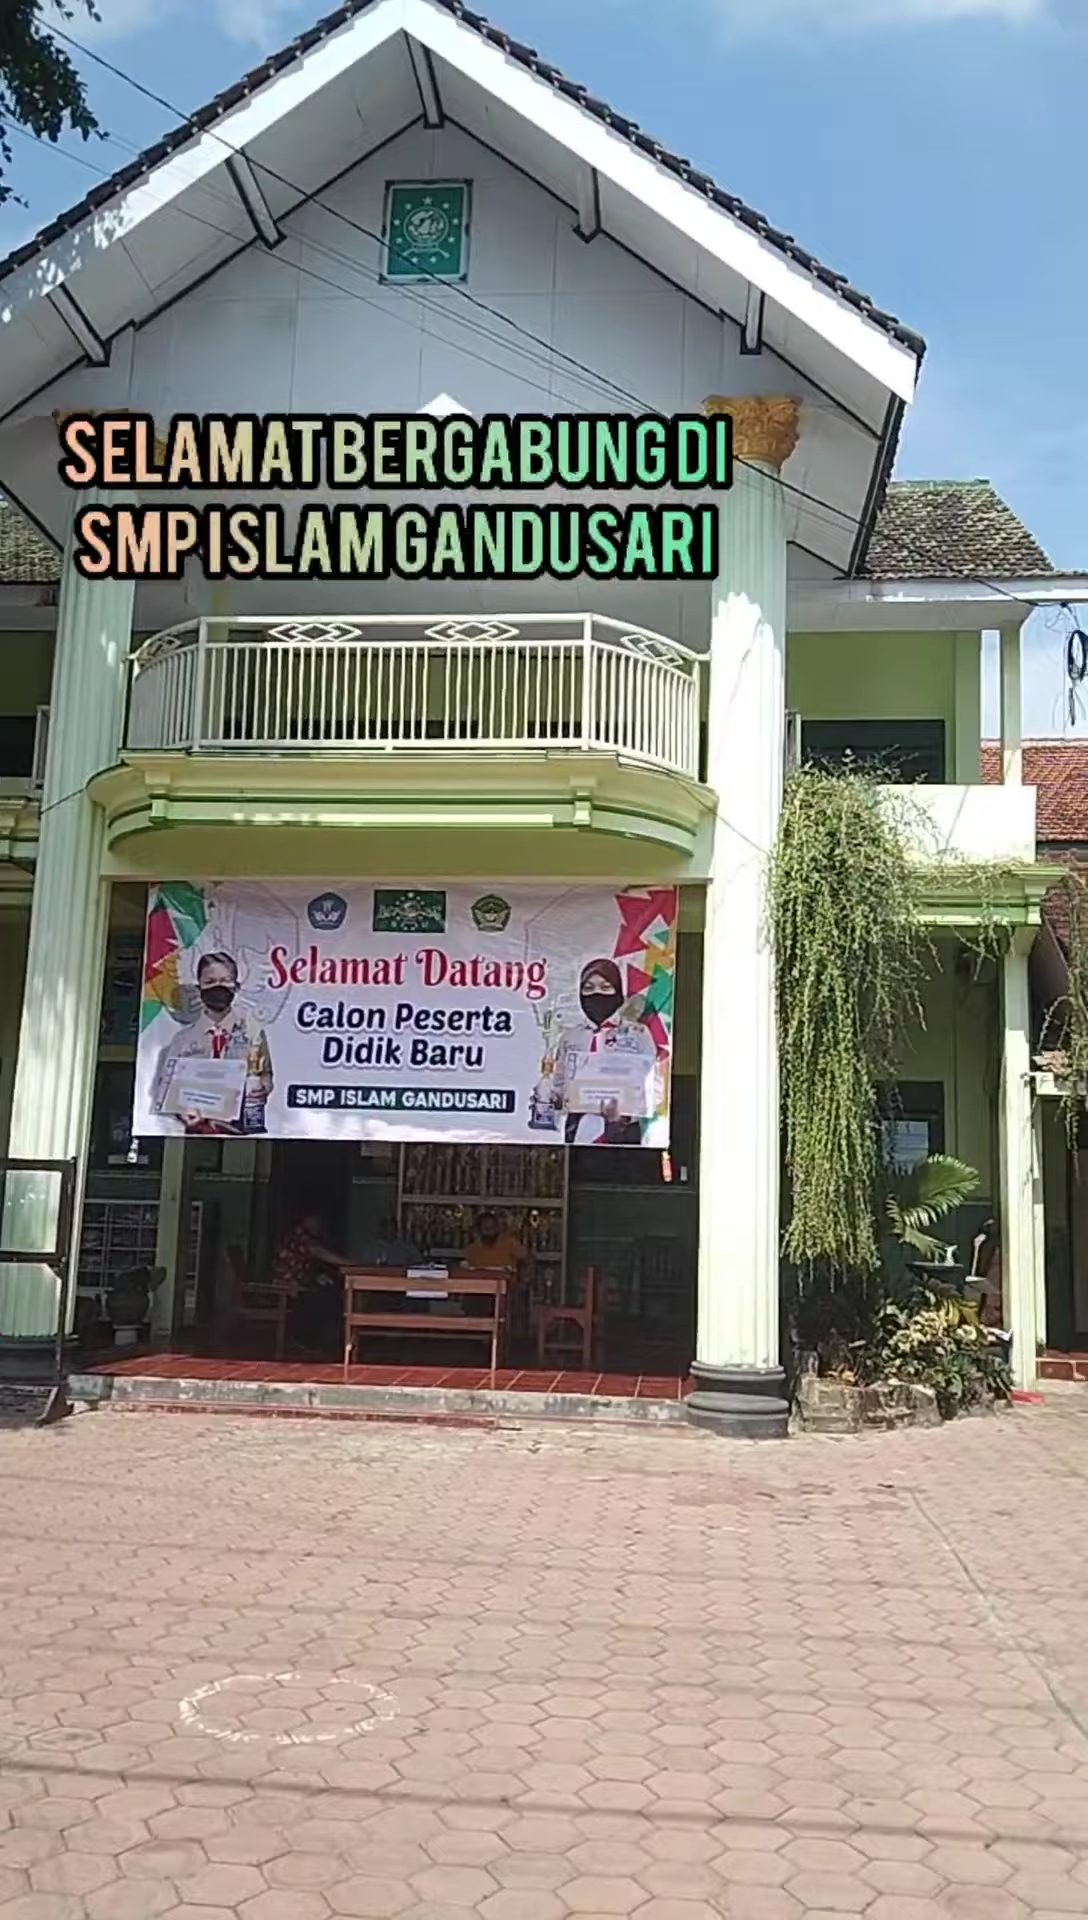 SELAMAT BERGABUNG DI
SMP ISLAM GANDUSARI
Selamat Datang
Calon Peserta
Didik Baru
SMP ISLAM GANDUSARI